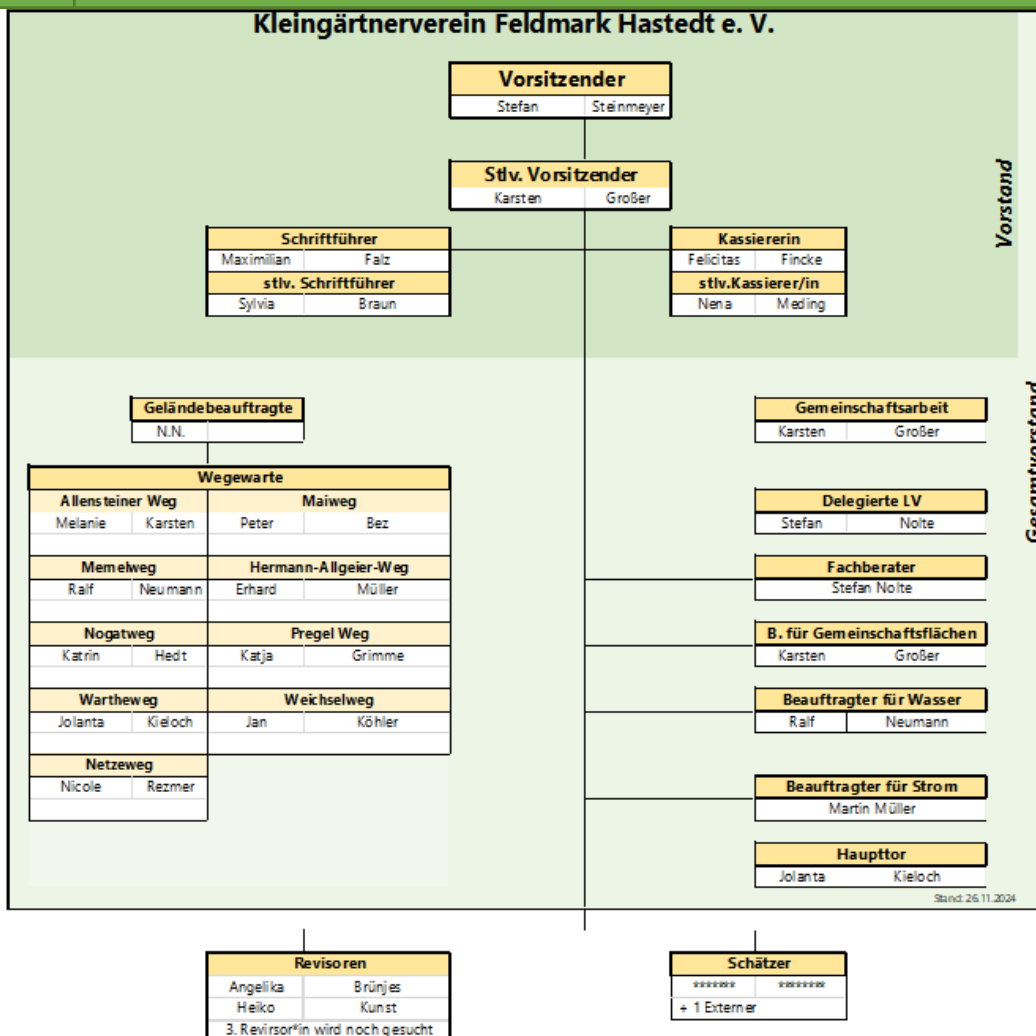 Kleingärtnerverein Feldmark Hastedt e. V.
Vorsitzender
Stefan Steinmeyer
Stlv. Vorsitzender
Karsten Großer
Vorstand
Schriftführer
Maximilian Falz
stlv. Schriftführer
Sylvia Braun
Kassiererin
Felicitas Fincke
stlv.Kassierer/in
Nena Meding
Gesamtvorstand
Geländebeauftragte
N.N.
Wegewarte
Allensteiner Weg Maiweg
Melanie Karsten Peter Bez
Memelweg Hermann-Allgeier-Weg
Ralf Neumann Erhard Müller
Nogatweg Pregel Weg
Katrin Hedt Katja Grimme
Wartheweg Weichselweg
Jolanta Kieloch Jan Köhler
Netzeweg
Nicole Rezmer
Gemeinschaftsarbeit
Karsten Großer
Delegierte LV
Stefan Nolte
Fachberater
Stefan Nolte
B. für Gemeinschaftsflächen
Karsten Großer
Beauftragter für Wasser
Ralf Neumann
Beauftragter für Strom
Martin Müller
Haupttor
Jolanta Kieloch
Stand: 26.11.2024
Revisoren
Angelika Brünjes
Heiko Kunst
3. Revirsor*in wird noch gesucht
Schätzer
******* ********
+ 1 Externer